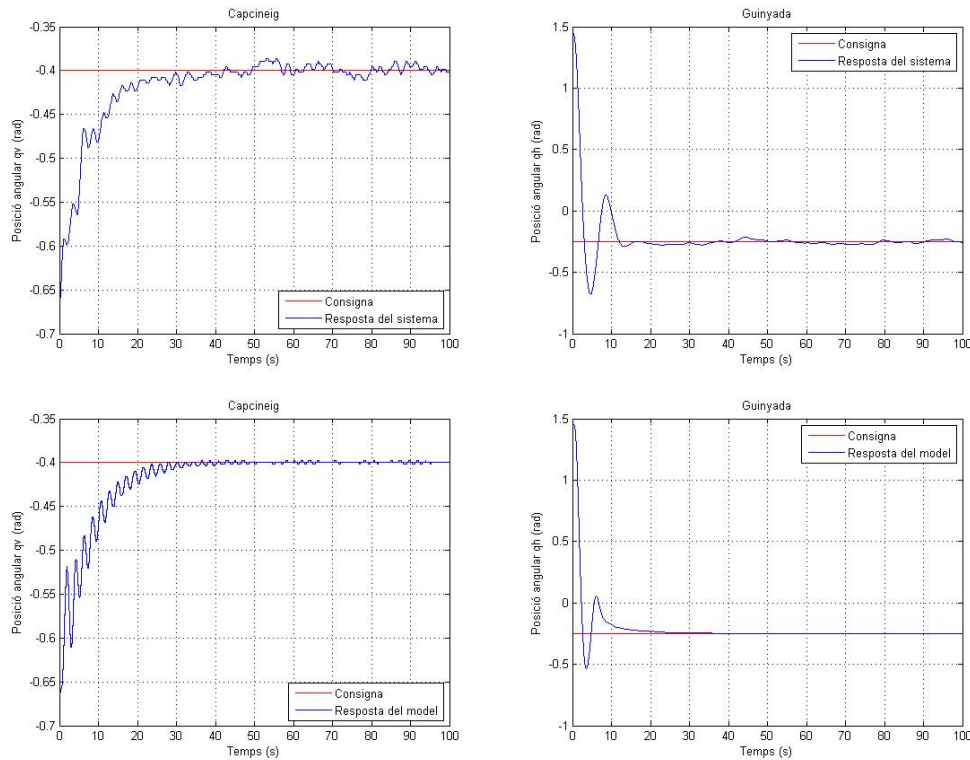 Capcineig
-0.35
-0.4
-0.45
-0.5
-0.55
-0.6
-0.65
-0.7
Posició angular qv (rad)
Consigna
Resposta del sistema
0 10 20 30 40 50 60 70 80 90 100
Temps (s)
Guinyada
1.5
1
0.5
0
-0.5
-1
Posició angular qh (rad)
Consigna
Resposta del sistema
0 10 20 30 40 50 60 70 80 90 100
Temps (s)
Capcineig
-0.35
-0.4
-0.45
-0.5
-0.55
-0.6
-0.65
-0.7
Posició angular qv (rad)
Consigna
Resposta del model
0 10 20 30 40 50 60 70 80 90 100
Temps (s)
Guinyada
1.5
1
0.5
0
-0.5
-1
Posició angular qh (rad)
Consigna
Resposta del model
0 10 20 30 40 50 60 70 80 90 100
Temps (s)